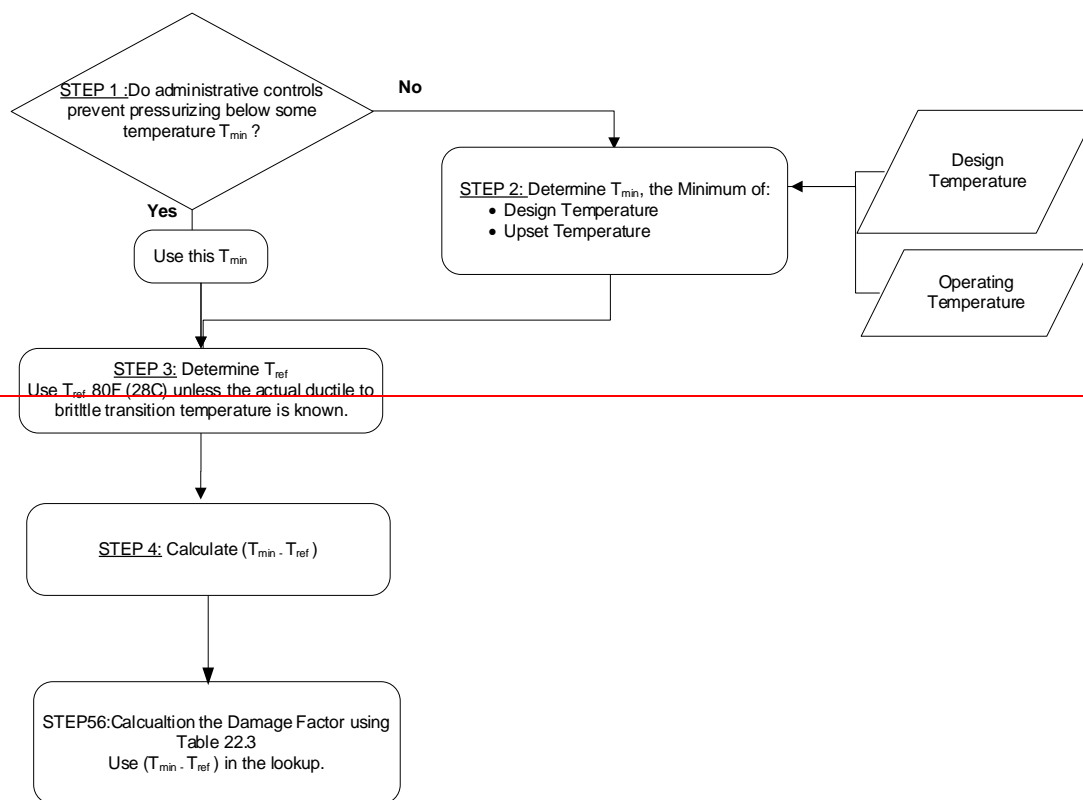 STEP 1 :Do administrative controls
prevent pressurizing below some
temperature Tmin ?
No
Yes
Use this Tmin
STEP 2: Determine Tmin, the Minimum of:
• Design Temperature
• Upset Temperature
Design
Temperature
Operating
Temperature
STEP 3: Determine Tref
Use Tref 80F (28C) unless the actual ductile to
britltle transition temperature is known.
STEP 4: Calculate (Tmin - Tref )
STEP56:Calcualtion the Damage Factor using
Table 22.3
Use (Tmin - Tref ) in the lookup.